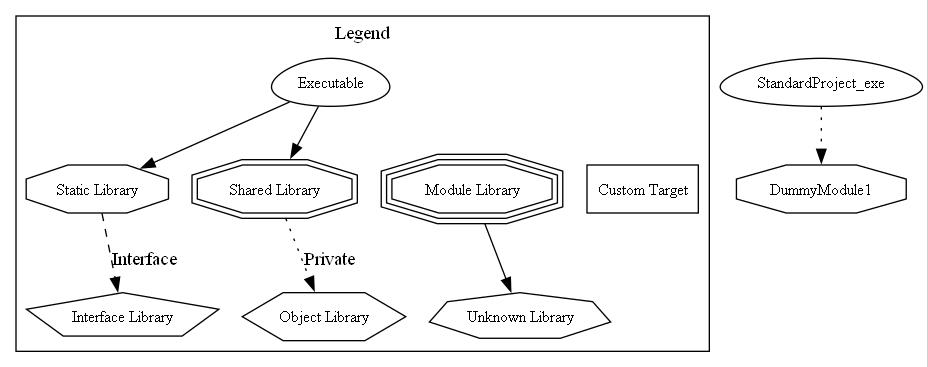 Legend
Executable
StandardProject_exe
Static Library
Shared Library
Module Library
Custom Target
DummyModule1
Interface
Private
Interface Library
Object Library
Unknown Library